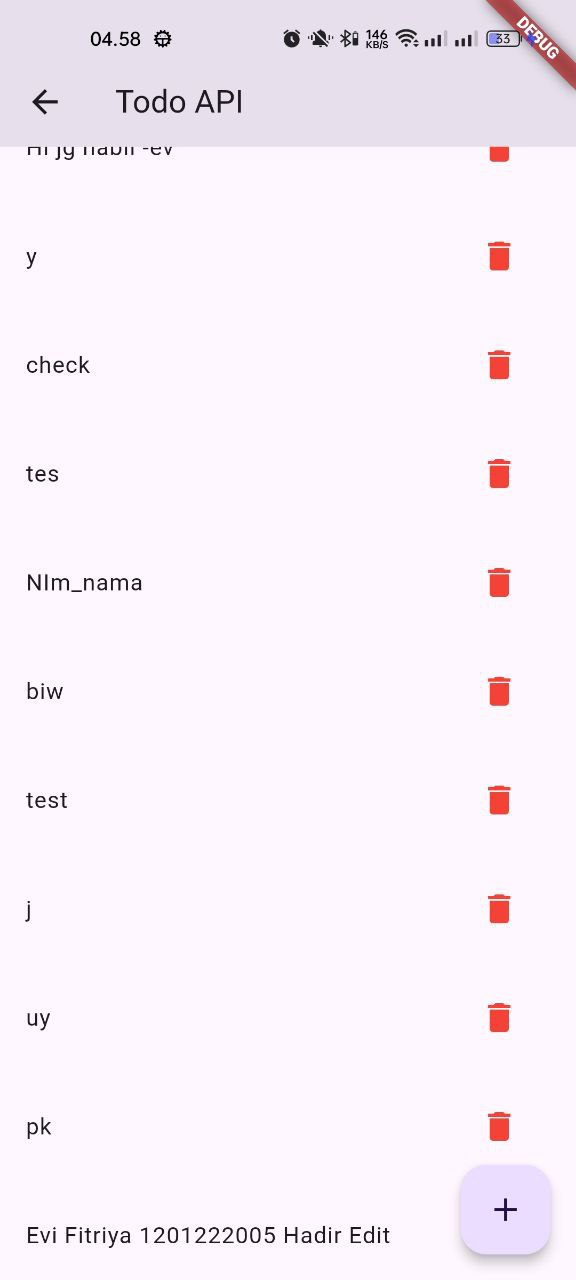 04.58
146
KB/S
33
DEBUG
Todo API
y
check
tes
NIm_nama
biw
test
j
uy
pk
Evi Fitriya 1201222005 Hadir Edit